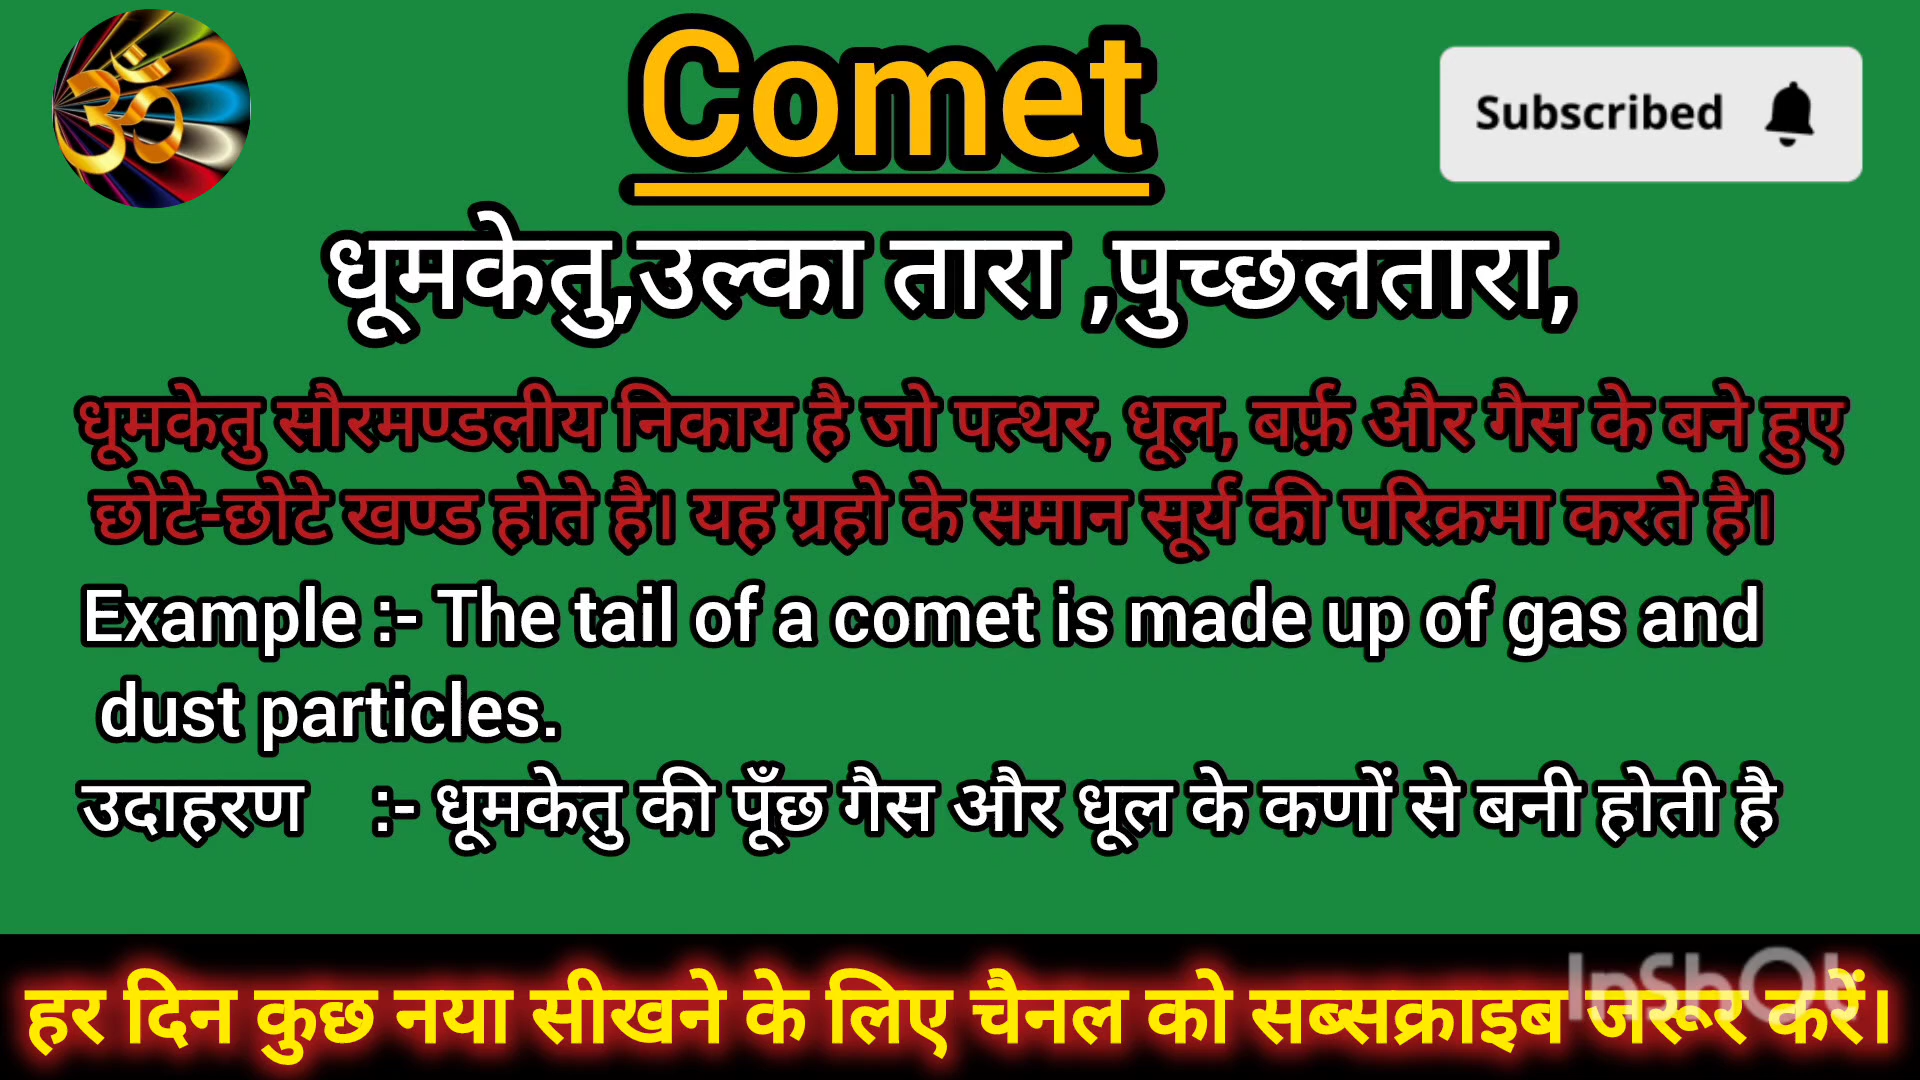 ॐ
Comet
Subscribed
धूमकेतु,उल्का तारा ,पुच्छलतारा,
धूमकेतु सौरमण्डलीय निकाय है जो पत्थर, धूल, बर्फ़ और गैस के बने हुए
छोटे-छोटे खण्ड होते है। यह ग्रहो के समान सूर्य की परिक्रमा करते है।
Example :- The tail of a comet is made up of gas and
dust particles.
उदाहरण :- धूमकेतु की पूँछ गैस और धूल के कणों से बनी होती है
हर दिन कुछ नया सीखने के लिए चैनल को सब्सक्राइब जरूर करें।
InShOt